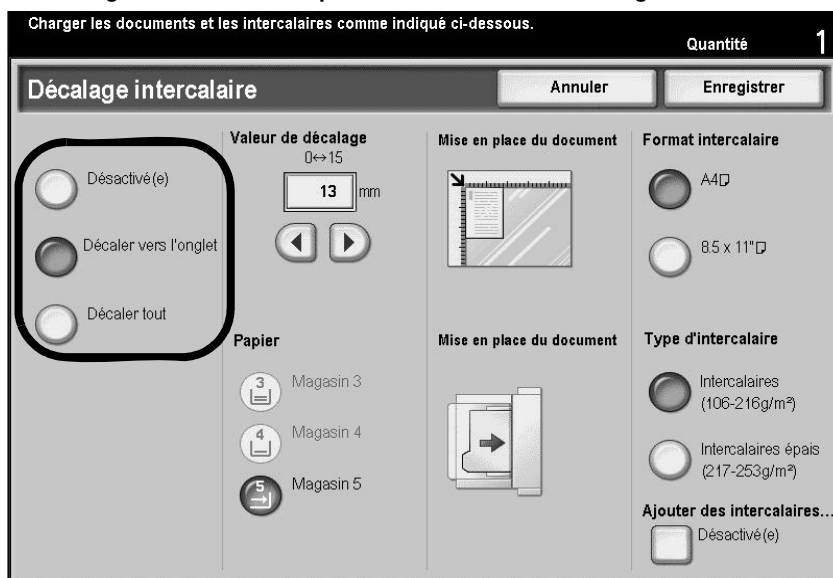 Charger les documents et les intercalaires comme indiqué ci-dessous.
Quantité 1
Décalage intercalaire
Annuler
Enregistrer
Désactivé(e)
Décaler vers l'onglet
Décaler tout
Valeur de décalage
0↔15
13 mm
Papier
3 Magasin 3
4 Magasin 4
5 Magasin 5
Mise en place du document
Mise en place du document
Format intercalaire
A4
8.5 x 11"
Type d'intercalaire
Intercalaires
(106-216g/m²)
Intercalaires épais
(217-253g/m²)
Ajouter des intercalaires...
Désactivé(e)